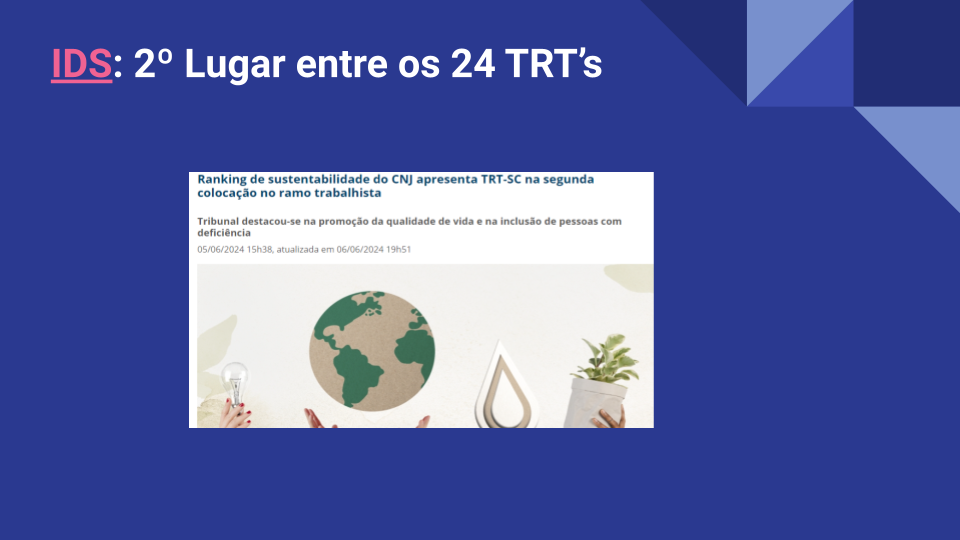 IDS: 2º Lugar entre os 24 TRT’s
Ranking de sustentabilidade do CNJ apresenta TRT-SC na segunda
colocação no ramo trabalhista
Tribunal destacou-se na promoção da qualidade de vida e na inclusão de pessoas com
deficiência
05/06/2024 15h38, atualizada em 06/06/2024 19h51